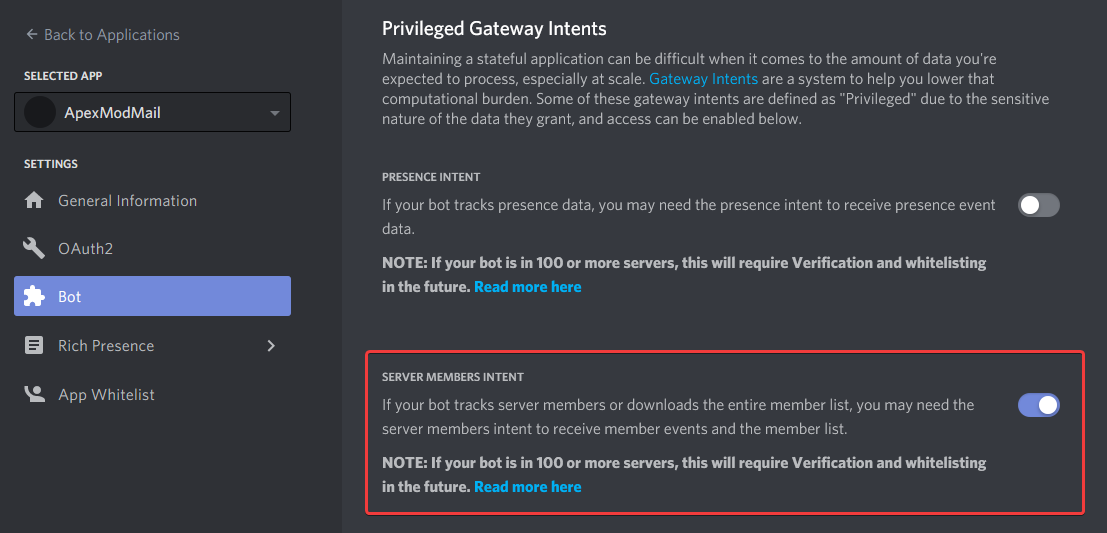 Back to Applications
SELECTED APP
ApexModMail
SETTINGS
General Information
OAuth2
Bot
Rich Presence
App Whitelist
Privileged Gateway Intents
Maintaining a stateful application can be difficult when it comes to the amount of data you're
expected to process, especially at scale. Gateway Intents are a system to help you lower that
computational burden. Some of these gateway intents are defined as "Privileged" due to the sensitive
nature of the data they grant, and access can be enabled below.
PRESENCE INTENT
If your bot tracks presence data, you may need the presence intent to receive presence event
data.
NOTE: If your bot is in 100 or more servers, this will require Verification and whitelisting
in the future. Read more here
SERVER MEMBERS INTENT
If your bot tracks server members or downloads the entire member list, you may need the
server members intent to receive member events and the member list.
NOTE: If your bot is in 100 or more servers, this will require Verification and whitelisting
in the future. Read more here